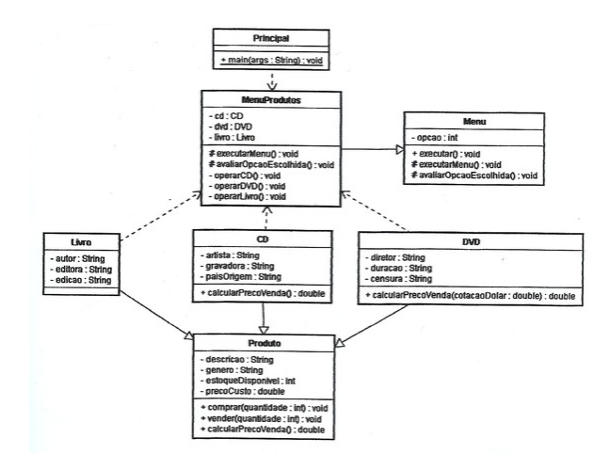 Principal
+ main(args : String) : void
MenuProdutos
- cd : CD
- dvd : DVD
- livro : Livro
# executarMenu() : void
# avaliarOpcaoEscolhida() : void
- operarCD() : void
- operarDVD() : void
- operarLivro() : void
Menu
- opcao : int
+ executar() : void
# executarMenu() : void
# avaliarOpcaoEscolhida() : void
Livro
- autor : String
- editora : String
- edicao : String
CD
- artista : String
- gravadora : String
- paisOrigem : String
+ calcularPrecoVenda() : double
DVD
- diretor : String
- duracao : String
- censura : String
+ calcularPrecoVenda(cotacaoDolar : double) : double
Produto
- descricao : String
- genero : String
- estoqueDisponivel : int
- precoCusto : double
+ comprar(quantidade : int) : void
+ vender(quantidade : int) : void
+ calcularPrecoVenda() : double